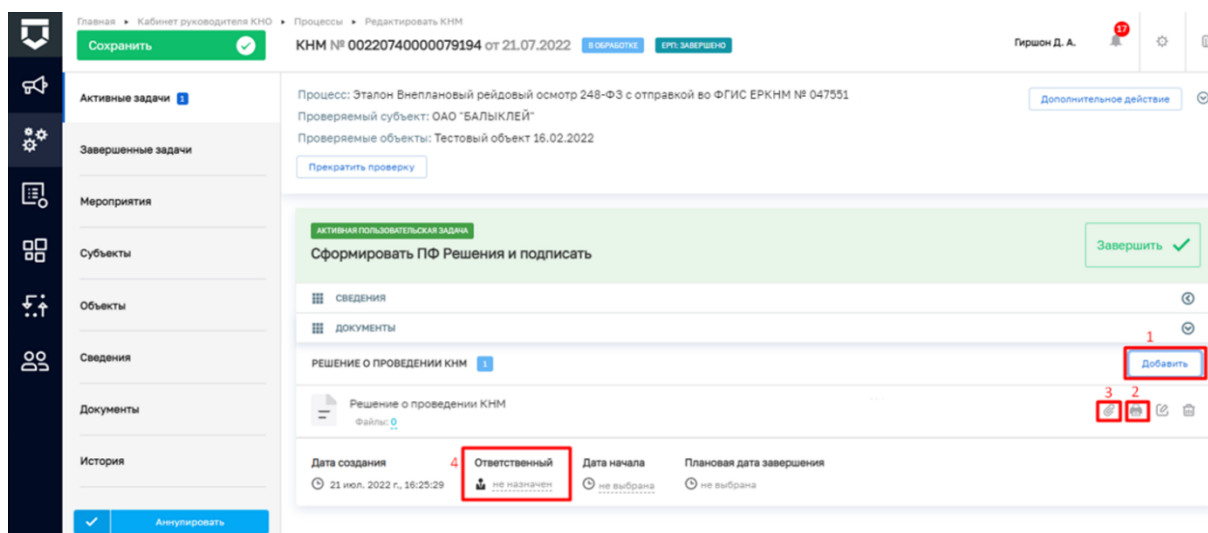 Главная ▸ Кабинет руководителя КНО ▸ Процессы ▸ Редактировать КНМ
Сохранить
КНМ № 00220740000079194 от 21.07.2022 В ОБРАБОТКЕ ЕРП: ЗАВЕРШЕНО
Гиршон Д. А.
17
Активные задачи 1
Завершенные задачи
Мероприятия
Субъекты
Объекты
Сведения
Документы
История
Аннулировать
Процесс: Эталон Внеплановый рейдовый осмотр 248-ФЗ с отправкой во ФГИС ЕРКНМ № 047551
Дополнительное действие
Проверяемый субъект: ОАО "БАЛЫКЛЕЙ"
Проверяемые объекты: Тестовый объект 16.02.2022
Прекратить проверку
АКТИВНАЯ ПОЛЬЗОВАТЕЛЬСКАЯ ЗАДАЧА
Сформировать ПФ Решения и подписать
Завершить
СВЕДЕНИЯ
ДОКУМЕНТЫ
1
РЕШЕНИЕ О ПРОВЕДЕНИИ КНМ 1
Добавить
3 2
Решение о проведении КНМ
Файлы: 0
Дата создания 4 Ответственный Дата начала Плановая дата завершения
21 июл. 2022 г., 16:25:29 не назначен не выбрана не выбрана